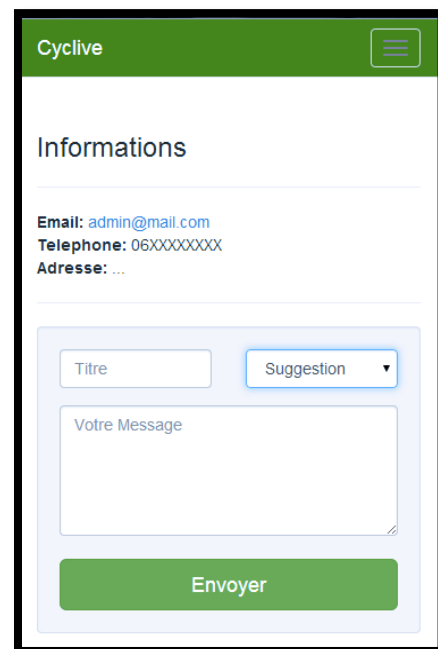 Cyclive
Informations
Email: admin@mail.com
Telephone: 06XXXXXXXX
Adresse: ...
Titre
Suggestion
Votre Message
Envoyer